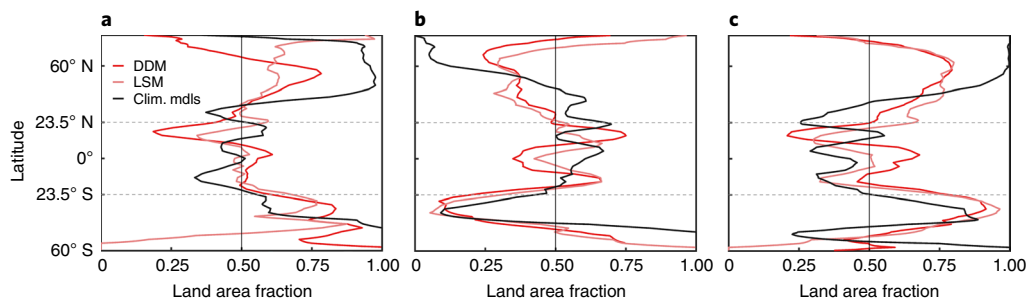 a b c
Latitude
60° N
23.5° N
0°
23.5° S
60° S
DDM
LSM
Clim. mdls
0 0.25 0.50 0.75 1.00
0 0.25 0.50 0.75 1.00
0 0.25 0.50 0.75 1.00
Land area fraction Land area fraction Land area fraction